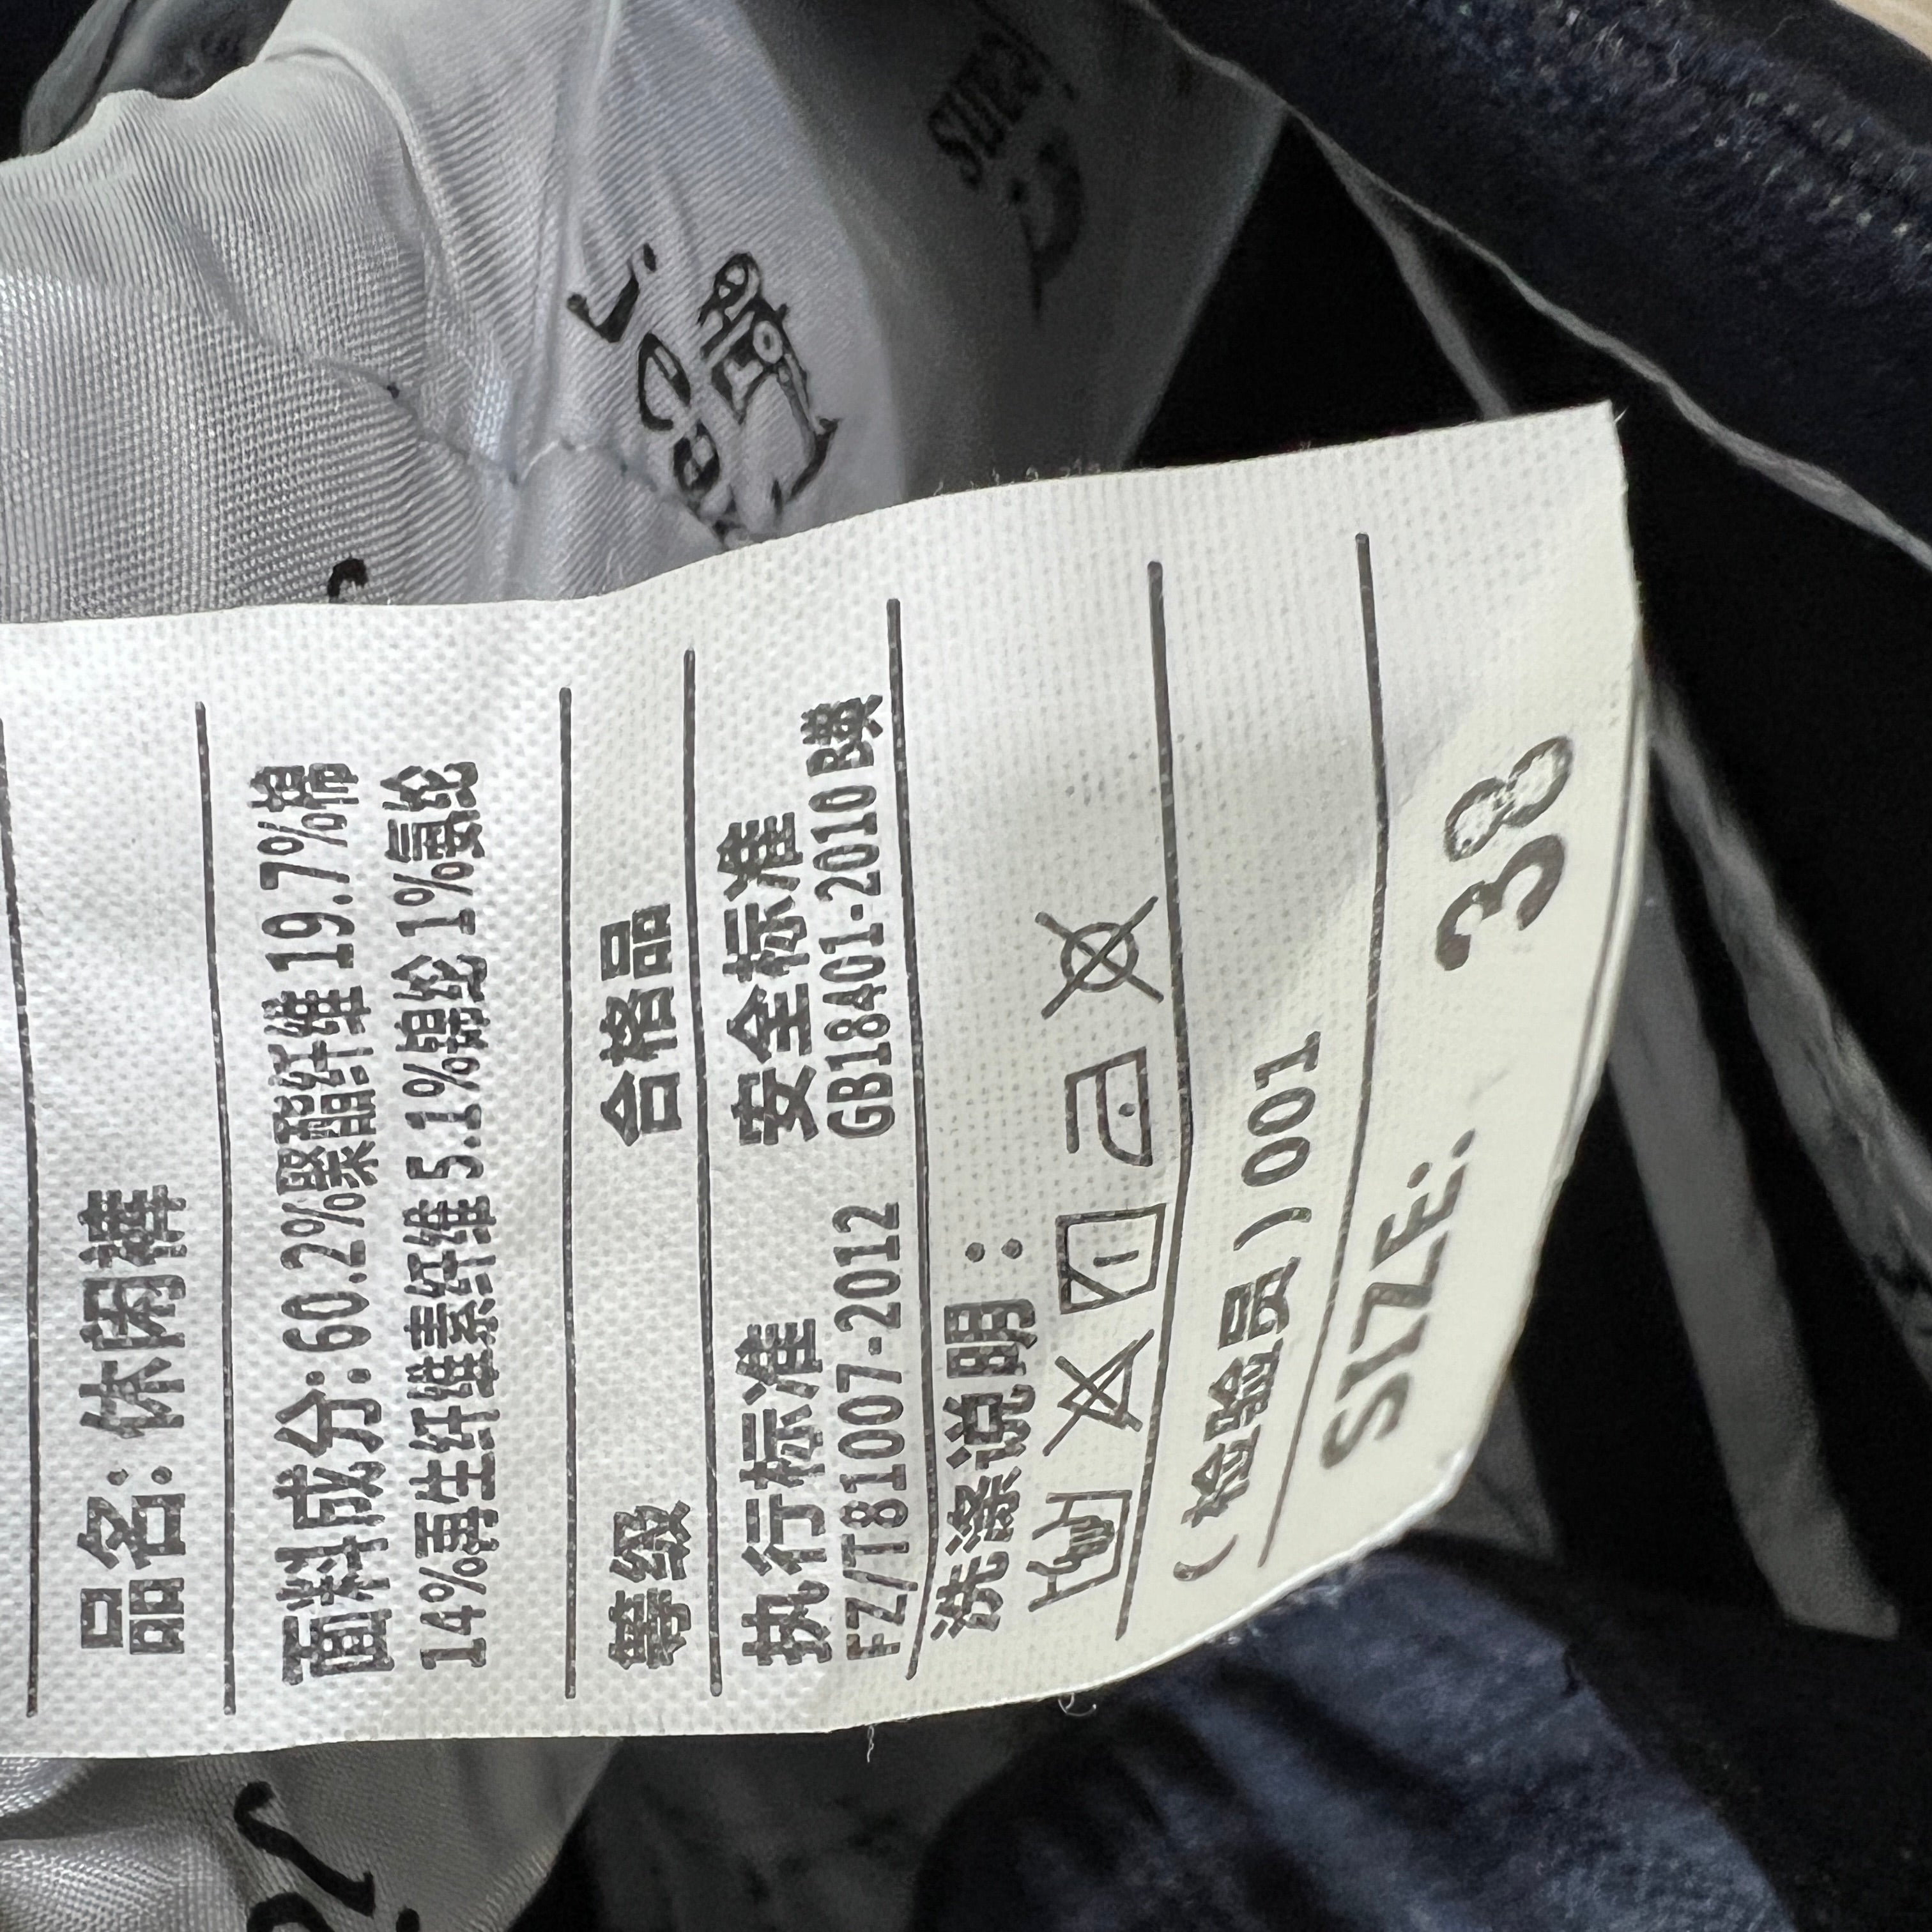 品名：休闲裤
面料成分:60.2%聚酯纤维19.7%棉
14%再生纤维素纤维5.1%锦纶1%氨纶
等级 合格品
执行标准 安全标准
FZ/T81007-2012 GB18401-2010 B类
洗涤说明：
（检验员）001
SIZE: 38